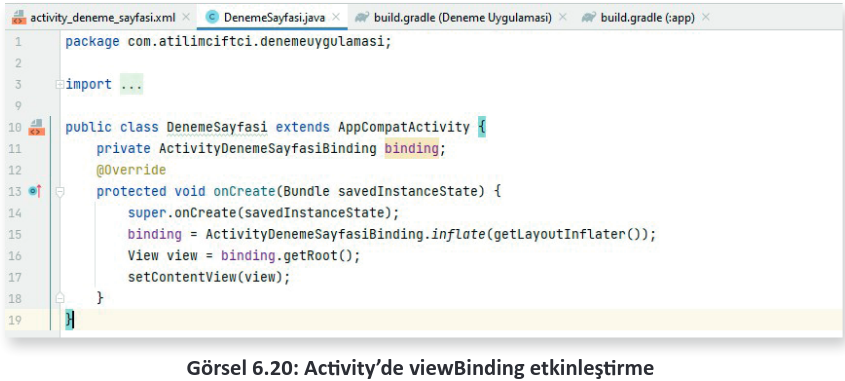 activity_deneme_sayfasi.xml × DenemeSayfasi.java × build.gradle (Deneme Uygulamasi) × build.gradle (:app) ×
1 package com.atilimciftci.denemeuygulamasi;
2
3 import ...
9
10 public class DenemeSayfasi extends AppCompatActivity {
11 private ActivityDenemeSayfasiBinding binding;
12 @Override
13 protected void onCreate(Bundle savedInstanceState) {
14 super.onCreate(savedInstanceState);
15 binding = ActivityDenemeSayfasiBinding.inflate(getLayoutInflater());
16 View view = binding.getRoot();
17 setContentView(view);
18 }
19 }
Görsel 6.20: Activity’de viewBinding etkinleştirme